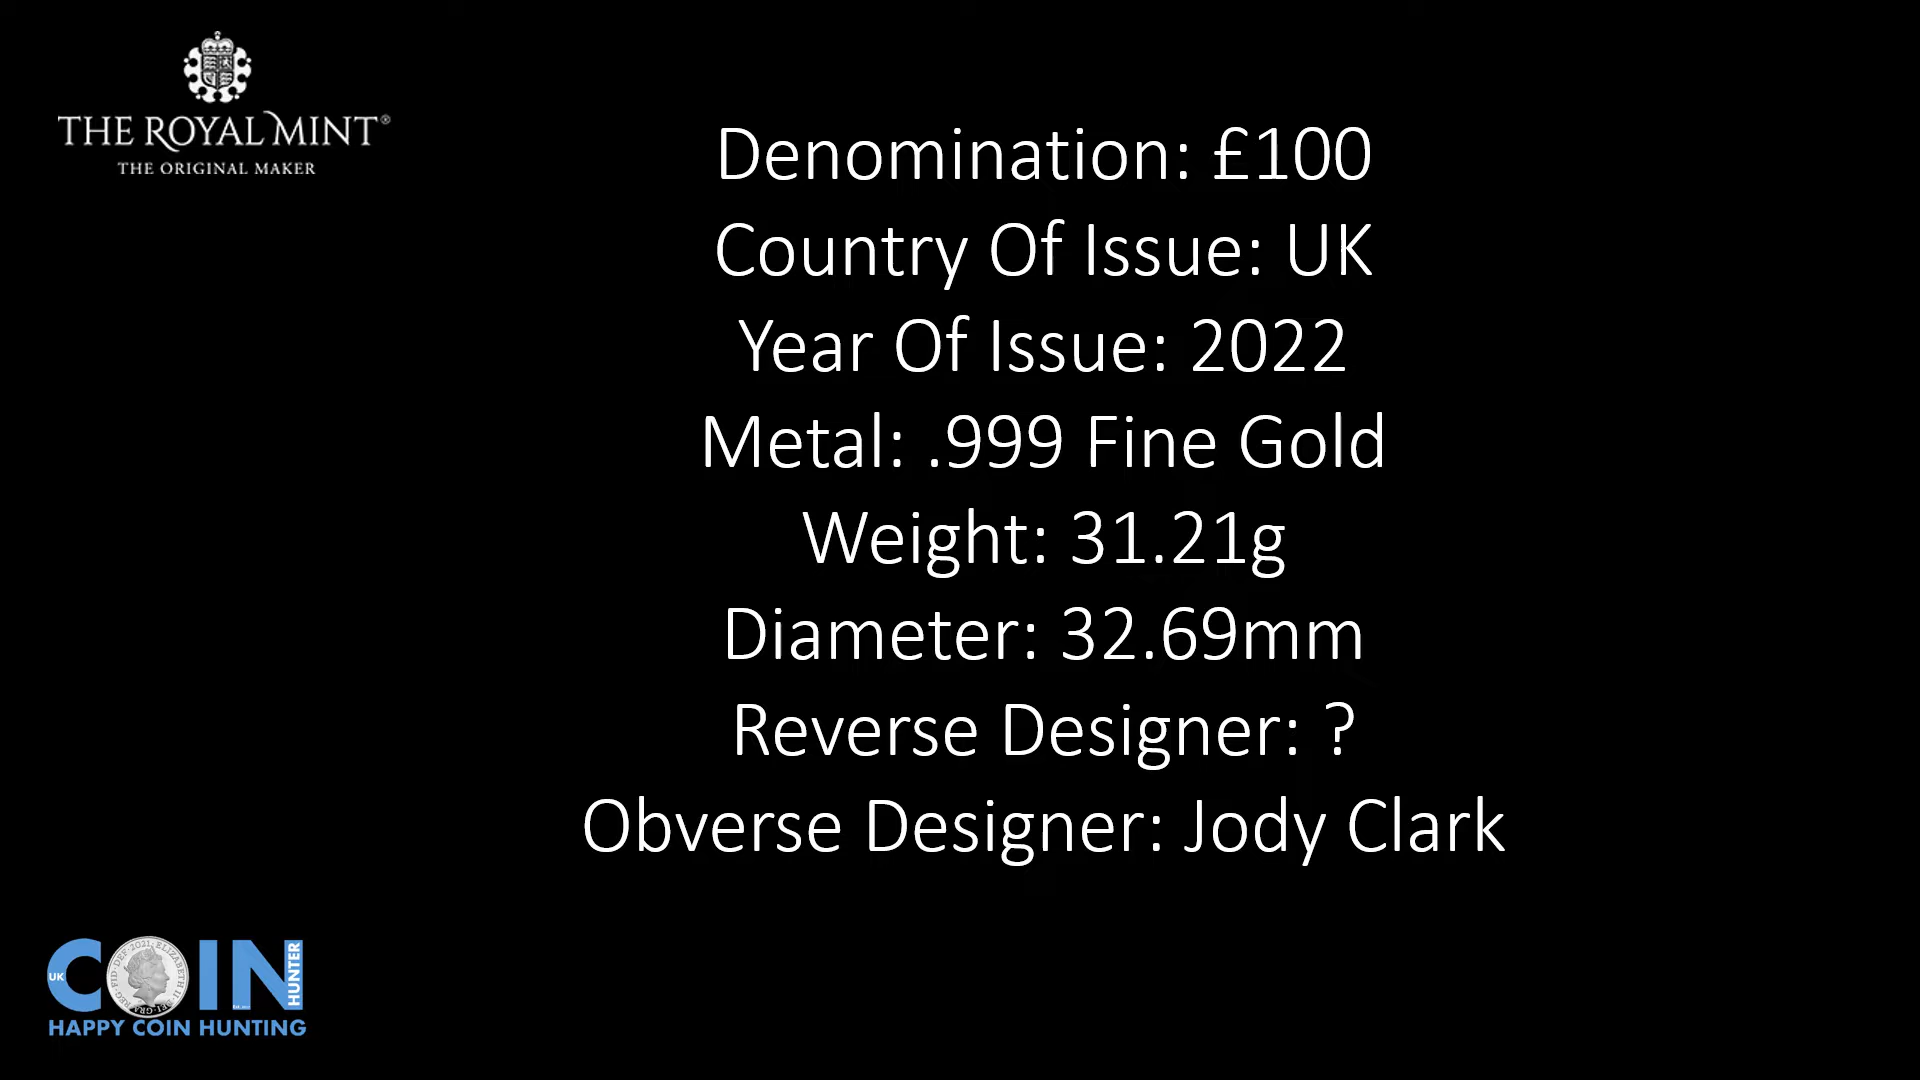 THE ROYAL MINT®
THE ORIGINAL MAKER
Denomination: £100
Country Of Issue: UK
Year Of Issue: 2022
Metal: .999 Fine Gold
Weight: 31.21g
Diameter: 32.69mm
Reverse Designer: ?
Obverse Designer: Jody Clark
UK
COIN
HUNTER
HAPPY COIN HUNTING